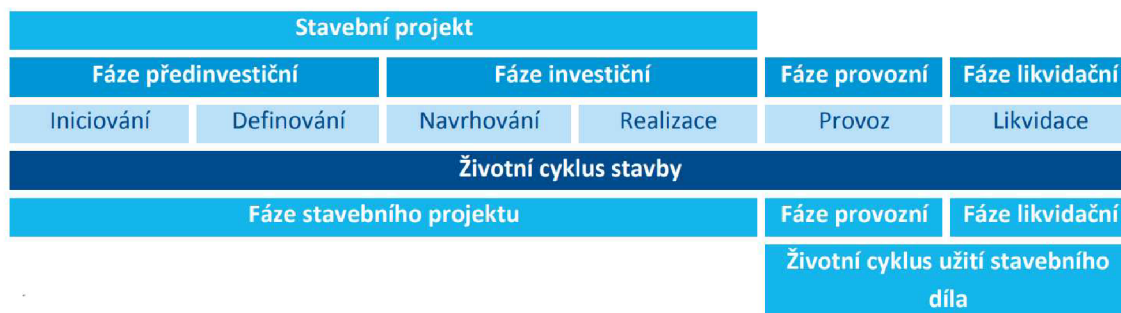 Stavební projekt
Fáze předinvestiční Fáze investiční Fáze provozní Fáze likvidační
Iniciování Definování Navrhování Realizace Provoz Likvidace
Životní cyklus stavby
Fáze stavebního projektu Fáze provozní Fáze likvidační
Životní cyklus užití stavebního
díla